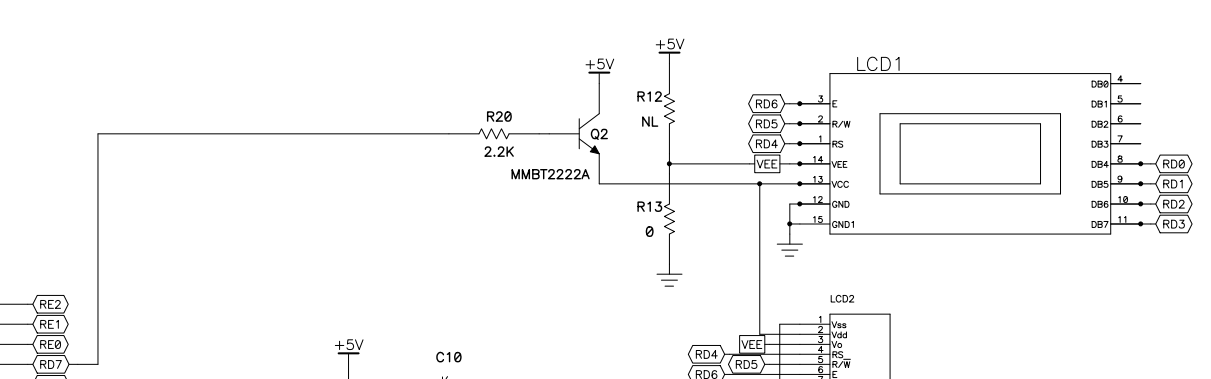 +5V
LCD1
+5V
DB0 4
R12
RD6 3 E
DB1 5
R20
NL
RD5 2 R/W
DB2 6
Q2
RD4 1 RS
DB3 7
2.2K
VEE 14 VEE
DB4 8 RD0
MMBT2222A
13 VCC
DB5 9 RD1
R13
12 GND
DB6 10 RD2
0
15 GND1
DB7 11 RD3
LCD2
RE2
1 Vss
RE1
2 Vdd
RE0
+5V
C10
VEE 3 Vo
RD7
RD4 4 RS
RD5 5 R/W
RD6 6 E